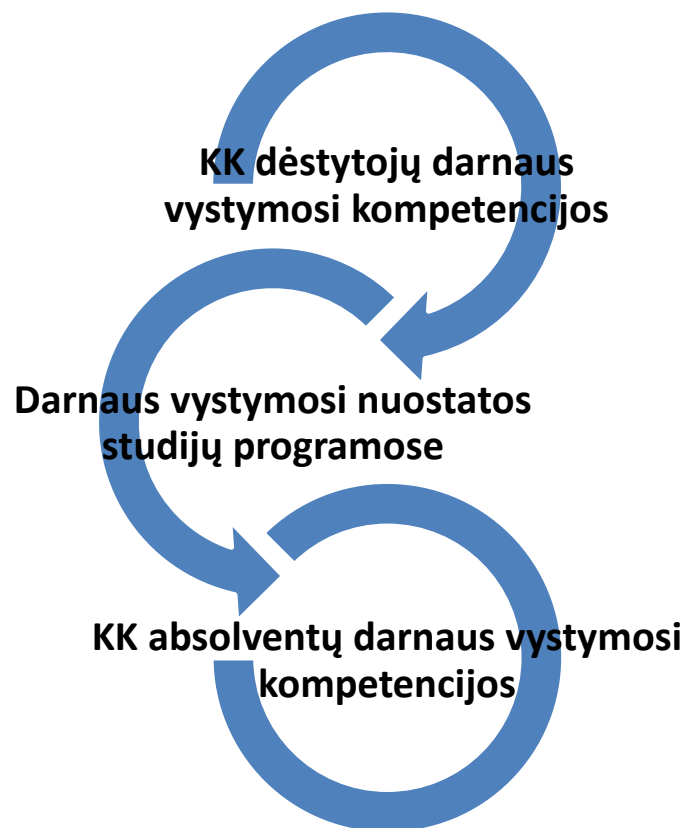 KK dėstytojų darnaus
vystymosi kompetencijos
Darnaus vystymosi nuostatos
studijų programose
KK absolventų darnaus vystymosi
kompetencijos